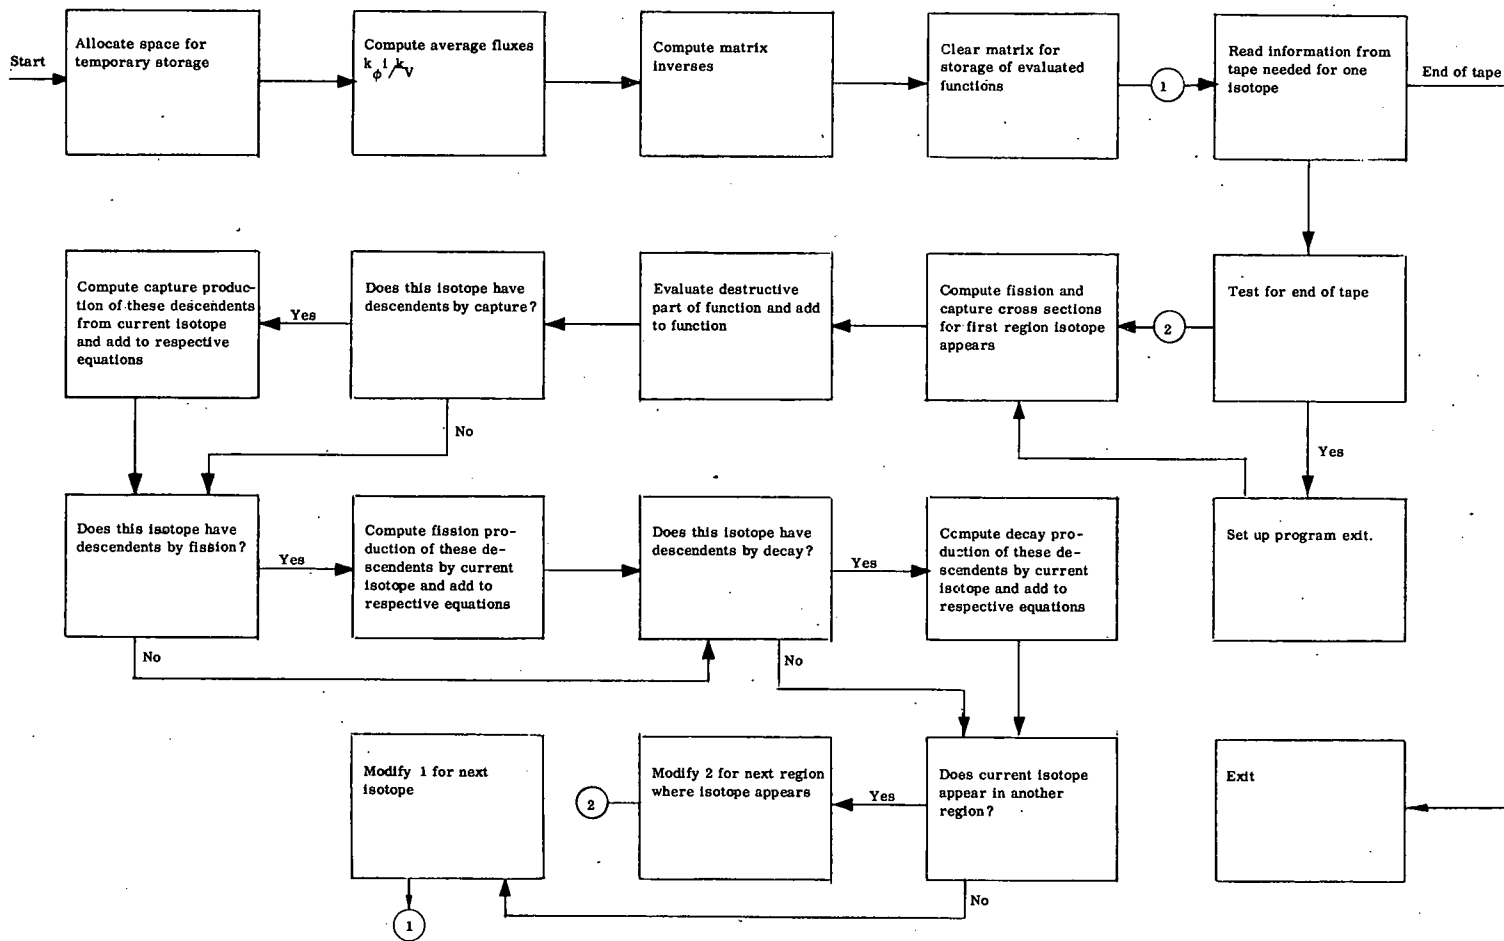 Start
Allocate space for
temporary storage
Compute average fluxes
k ϕ i / k V
Compute matrix
inverses
Clear matrix for
storage of evaluated
functions
1
Read information from
tape needed for one
isotope
End of tape
Compute capture produc-
tion of these descendents
from current isotope
and add to respective
equations
Yes
Does this isotope have
descendents by capture?
Evaluate destructive
part of function and add
to function
Compute fission and
capture cross sections
for first region isotope
appears
2
Test for end of tape
No
Yes
Does this isotope have
descendents by fission?
Yes
Compute fission pro-
duction of these de-
scendents by current
isotope and add to
respective equations
Does this isotope have
descendents by decay?
Yes
Compute decay pro-
duction of these de-
scendents by current
isotope and add to
respective equations
Set up program exit.
No
No
Modify 1 for next
isotope
2
Modify 2 for next region
where isotope appears
Yes
Does current isotope
appear in another
region?
Exit
No
1